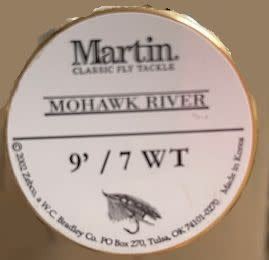 Martin.
CLASSIC FLY TACKLE
MOHAWK RIVER
9' / 7 WT
© 2002 Zebco, a W.C. Bradley Co. PO Box 270, Tulsa, OK 74101-0270 Made in Korea